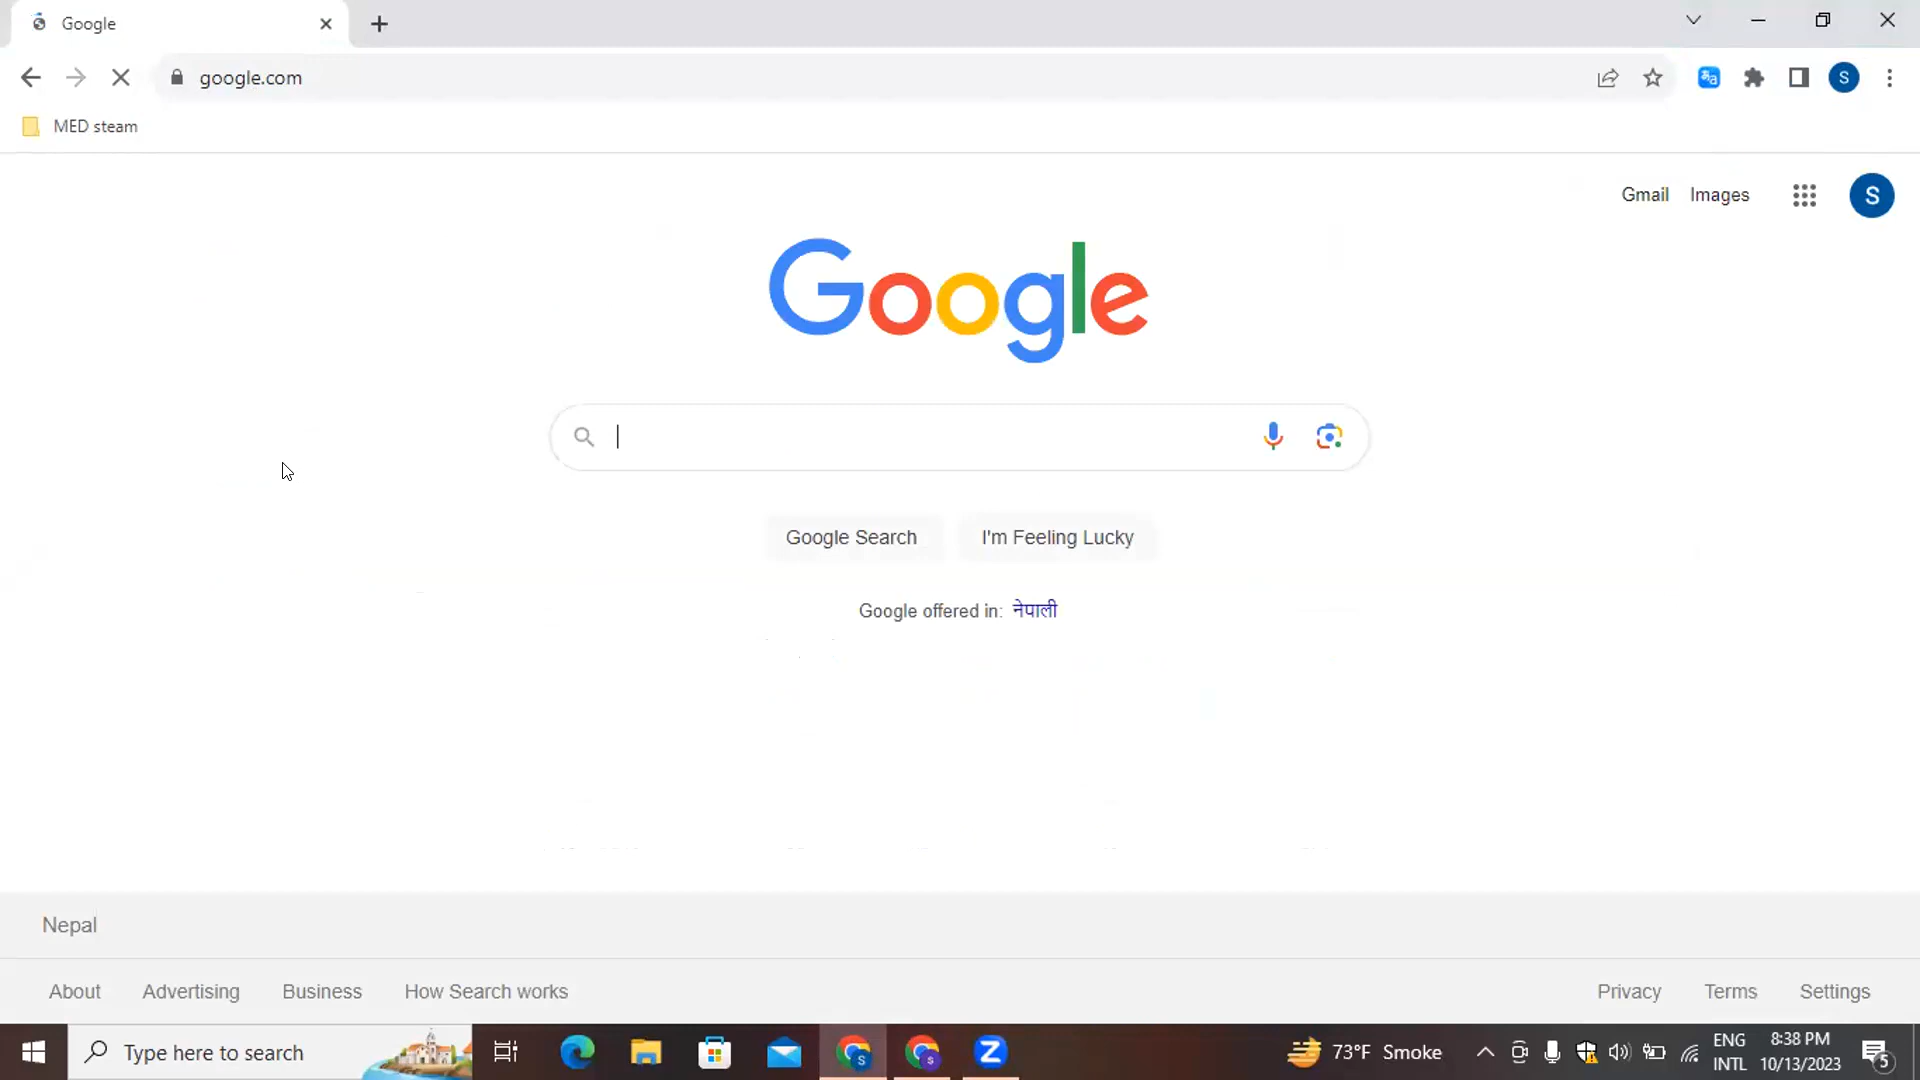 Google
google.com
MED steam
S
Gmail Images
S
Google
Google Search I'm Feeling Lucky
Google offered in: नेपाली
Nepal
About Advertising Business How Search works
Privacy Terms Settings
Type here to search
S
S
Z
73°F Smoke
ENG
INTL
8:38 PM
10/13/2023
5